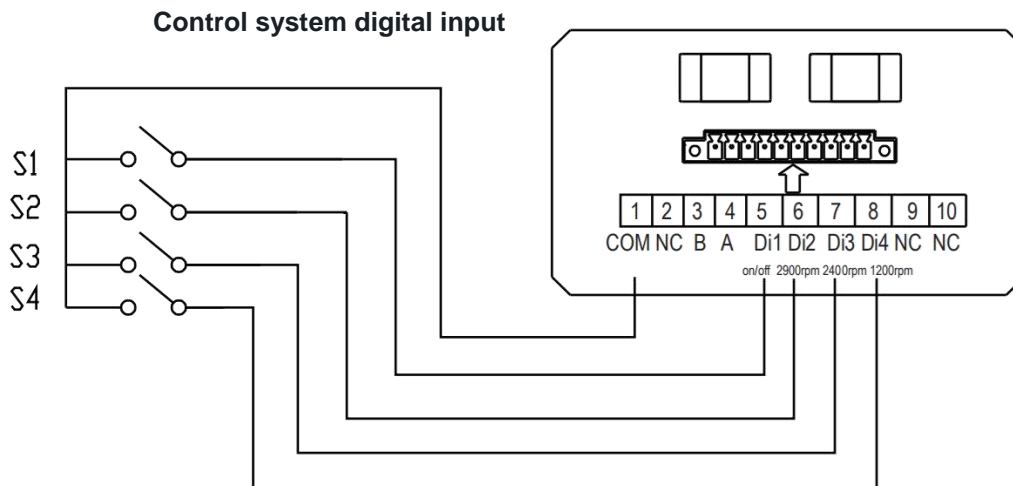 Control system digital input
S1
S2
S3
S4
1 2 3 4 5 6 7 8 9 10
COM NC B A Di1 Di2 Di3 Di4 NC NC
on/off 2900rpm 2400rpm 1200rpm